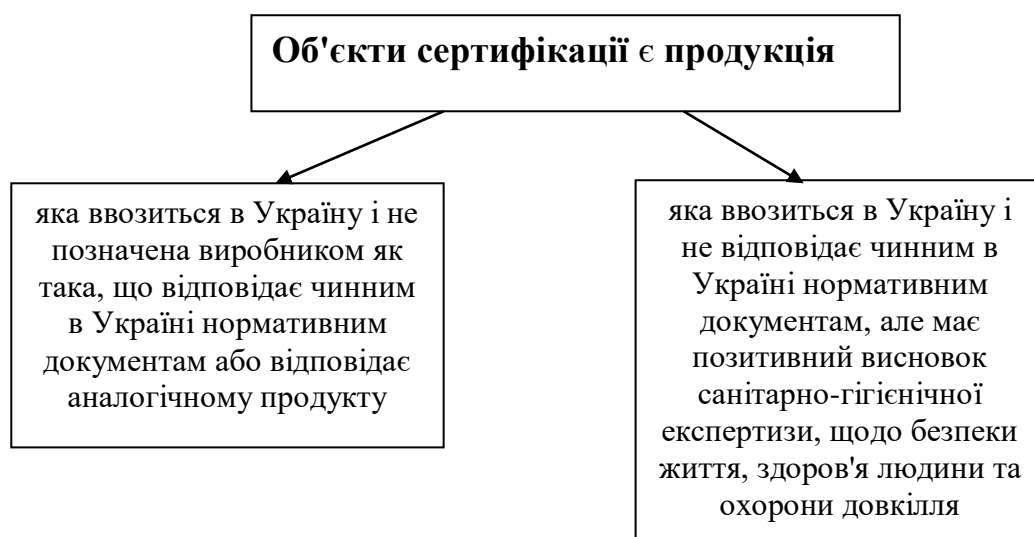 Об'єкти сертифікації є продукція
яка ввозиться в Україну і не
позначена виробником як
така, що відповідає чинним
в Україні нормативним
документам або відповідає
аналогічному продукту
яка ввозиться в Україну і
не відповідає чинним в
Україні нормативним
документам, але має
позитивний висновок
санітарно-гігієнічної
експертизи, щодо безпеки
життя, здоров'я людини та
охорони довкілля